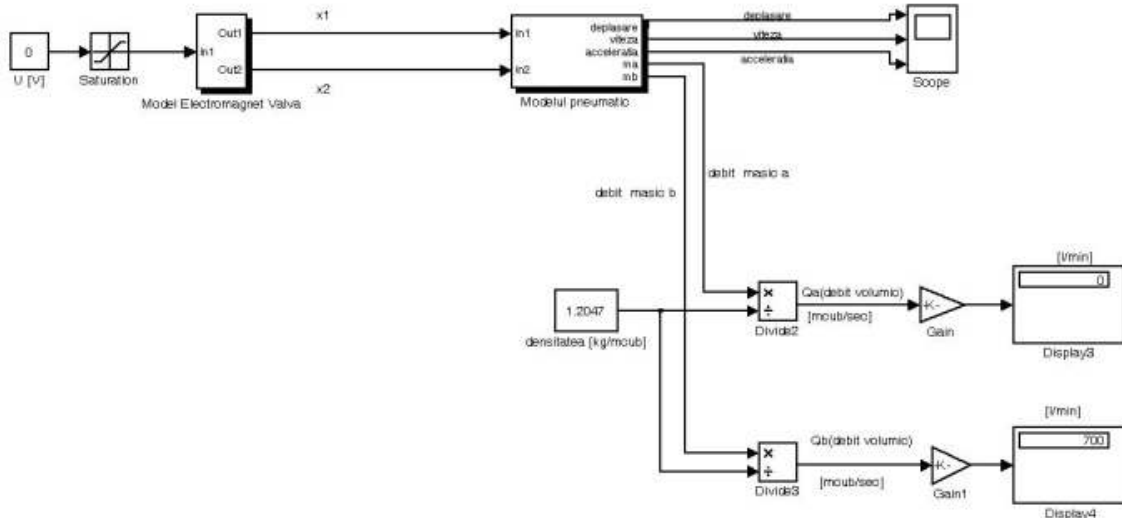 x1
deplasare
0
U [V]
Saturation
In1
Out1
Out2
Model Electromagnet Valva
x2
In1
In2
deplasare
viteza
acceleratia
ma
mb
Modelul pneumatic
viteza
acceleratia
Scope
debit masic a
debit masic b
1.2047
densitatea [kg/mcub]
×
÷
Divide2
Qa(debit volumic)
[mcub/sec]
-K-
Gain
[l/min]
0
Display3
×
÷
Divide3
Qb(debit volumic)
[mcub/sec]
-K-
Gain1
[l/min]
700
Display4